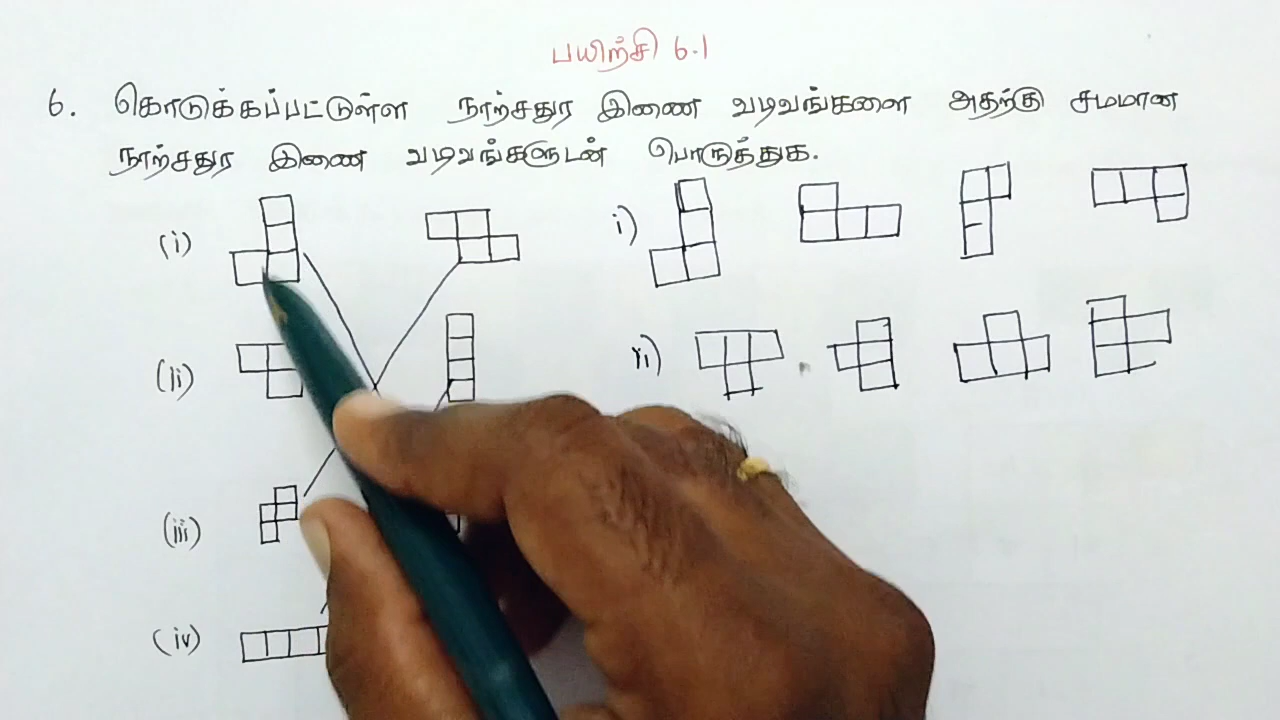 பயிற்சி 6.1
6. கொடுக்கப்பட்டுள்ள நாற்சதுர இணை வடிவங்களை அதற்கு சமமான
நாற்சதுர இணை வடிவங்களுடன் பொருத்துக.
(i)
(ii)
(iii)
(iv)
i)
ii)